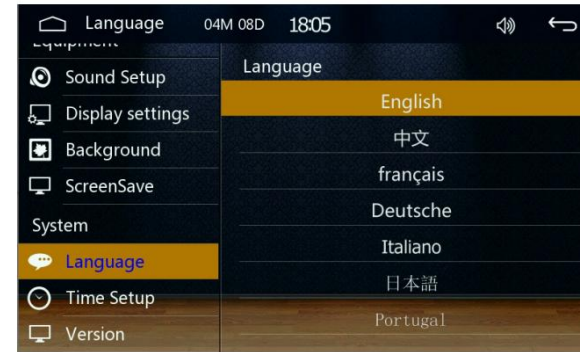 Language 04M 08D 18:05
Equipment
Sound Setup
Display settings
Background
ScreenSave
System
Language
Time Setup
Version
Language
English
中文
français
Deutsche
Italiano
日本語
Portugal